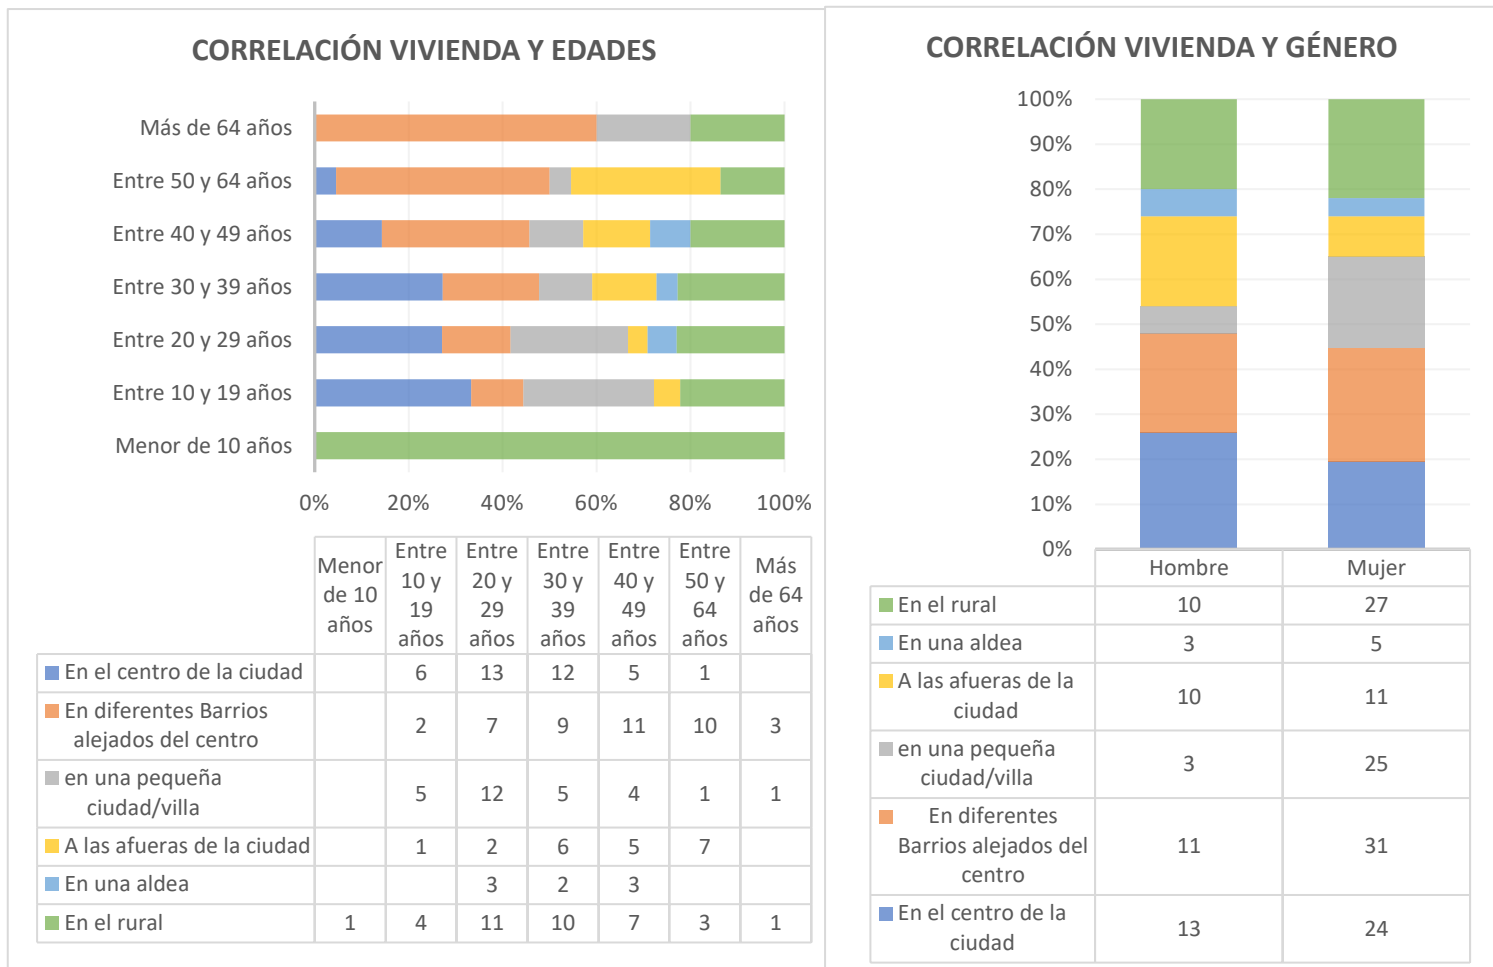 CORRELACIÓN VIVIENDA Y EDADES
Más de 64 años
Entre 50 y 64 años
Entre 40 y 49 años
Entre 30 y 39 años
Entre 20 y 29 años
Entre 10 y 19 años
Menor de 10 años
0% 20% 40% 60% 80% 100%
Menor de 10 años Entre 10 y 19 años Entre 20 y 29 años Entre 30 y 39 años Entre 40 y 49 años Entre 50 y 64 años Más de 64 años
En el centro de la ciudad 6 13 12 5 1
En diferentes Barrios
alejados del centro 2 7 9 11 10 3
en una pequeña
ciudad/villa 5 12 5 4 1 1
A las afueras de la ciudad 1 2 6 5 7
En una aldea 3 2 3
En el rural 1 4 11 10 7 3 1
CORRELACIÓN VIVIENDA Y GÉNERO
100%
90%
80%
70%
60%
50%
40%
30%
20%
10%
0%
Hombre Mujer
En el rural 10 27
En una aldea 3 5
A las afueras de la
ciudad 10 11
en una pequeña
ciudad/villa 3 25
En diferentes
Barrios alejados del
centro 11 31
En el centro de la
ciudad 13 24